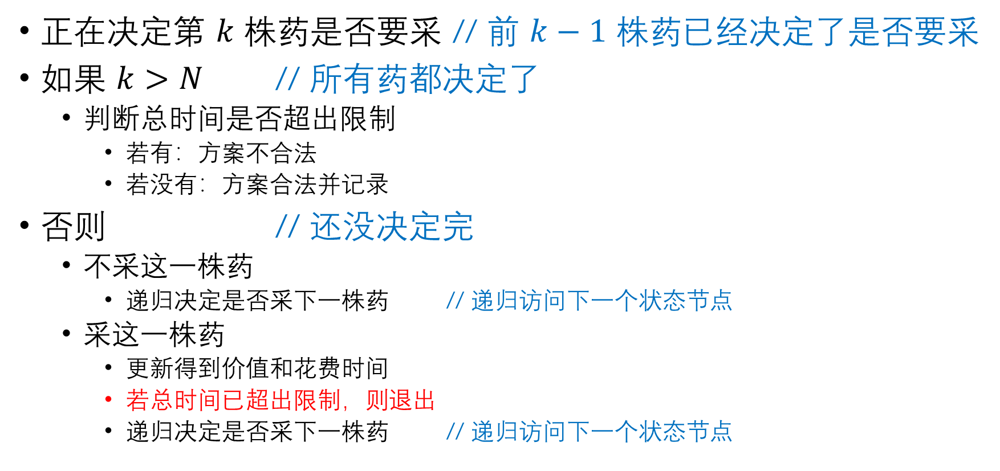 • 正在决定第 k 株药是否要采 // 前 k − 1 株药已经决定了是否要采
• 如果 k > N // 所有药都决定了
• 判断总时间是否超出限制
• 若有：方案不合法
• 若没有：方案合法并记录
• 否则 // 还没决定完
• 不采这一株药
• 递归决定是否采下一株药 // 递归访问下一个状态节点
• 采这一株药
• 更新得到价值和花费时间
• 若总时间已超出限制，则退出
• 递归决定是否采下一株药 // 递归访问下一个状态节点